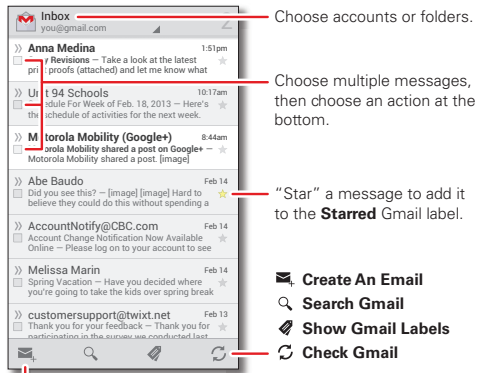 Inbox
you@gmail.com
2
Choose accounts or folders.
Anna Medina 1:51pm
Revisions – Take a look at the latest
proofs (attached) and let me know what
Choose multiple messages,
then choose an action at the
bottom.
94 Schools 10:17am
For Week of Feb. 18, 2013 – Here's
schedule of activities for the next week.
Motorola Mobility (Google+) 8:44am
Motorola Mobility shared a post on Google+ –
Motorola Mobility shared a post. [image]
Abe Baudo Feb 14
Did you see this? – [image] [image] Hard to
believe they could do this without spending a
"Star" a message to add it
to the Starred Gmail label.
AccountNotify@CBC.com Feb 14
Account Change Notification Now Available
Online – Please log on to your account to see
Melissa Marin Feb 14
Spring Vacation – Have you decided where
you're going to take the kids over spring break
customersupport@twixt.net Feb 13
Thank you for your feedback – Thank you for
participating in the survey we conducted last
Create An Email
Search Gmail
Show Gmail Labels
Check Gmail